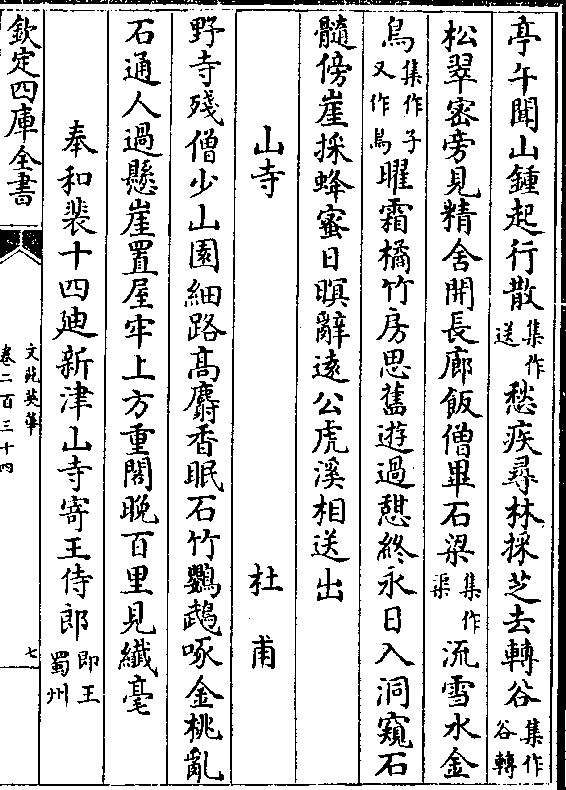 亭午聞山鍾起行散集作送愁疾尋林採芝去轉谷集作谷轉
松翠密旁見精舍開長廊飯僧畢石梁集作渠流雪水金
鳥集作子又作烏曜霜橘竹房思舊遊過憇終永日入洞窺石
髓傍崖採蜂蜜日暝辭逺公虎溪相送出
山寺 杜甫
野寺殘僧少山園細路髙麝香眠石竹鸚鵡啄金桃亂
石通人過懸崖置屋牢上方重閣晩百里見纖毫
奉和裴十四廸新津山寺寄王侍郎即王蜀州
欽定四庫全書
文苑英華
卷二百三十四
七